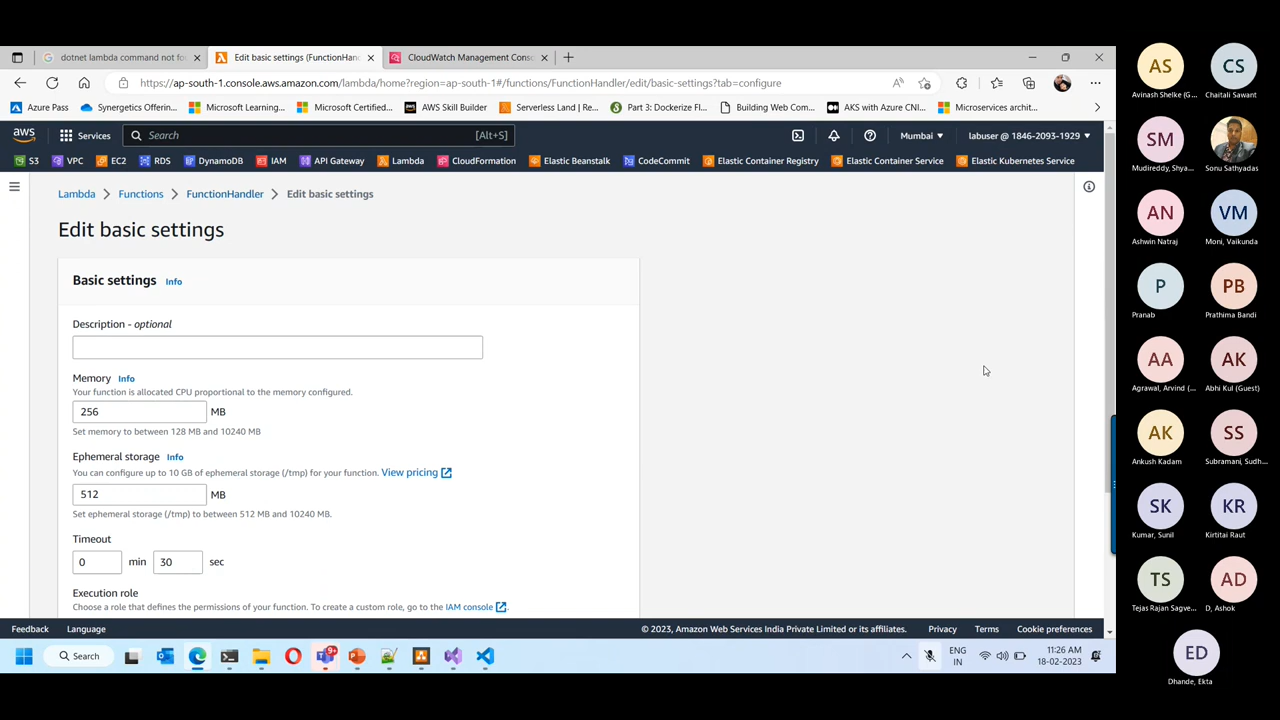 dotnet lambda command not fo
Edit basic settings (FunctionHan
CloudWatch Management Cons
https://ap-south-1.console.aws.amazon.com/lambda/home?region=ap-south-1#/functions/FunctionHandler/edit/basic-settings?tab=configure
Azure Pass
Synergetics Offerin...
Microsoft Learning...
Microsoft Certified...
AWS Skill Builder
Serverless Land | Re...
Part 3: Dockerize Fl...
Building Web Com...
AKS with Azure CNI...
Microservices archit...
aws
Services
Search
[Alt+S]
Mumbai
labuser @ 1846-2093-1929
S3
VPC
EC2
RDS
DynamoDB
IAM
API Gateway
Lambda
CloudFormation
Elastic Beanstalk
CodeCommit
Elastic Container Registry
Elastic Container Service
Elastic Kubernetes Service
Lambda
Functions
FunctionHandler
Edit basic settings
Edit basic settings
Basic settings Info
Description - optional
Memory Info
Your function is allocated CPU proportional to the memory configured.
256 MB
Set memory to between 128 MB and 10240 MB
Ephemeral storage Info
You can configure up to 10 GB of ephemeral storage (/tmp) for your function. View pricing
512 MB
Set ephemeral storage (/tmp) to between 512 MB and 10240 MB.
Timeout
0 min 30 sec
Execution role
Choose a role that defines the permissions of your function. To create a custom role, go to the IAM console.
Feedback
Language
© 2023, Amazon Web Services India Private Limited or its affiliates.
Privacy
Terms
Cookie preferences
Search
9+
ENG
IN
11:26 AM
18-02-2023
AS
Avinash Shelke (G...
CS
Chaitali Sawant
SM
Mudireddy, Shya...
Sonu Sathyadas
AN
Ashwin Natraj
VM
Moni, Vaikunda
P
Pranab
PB
Prathima Bandi
AA
Agrawal, Arvind (...
AK
Abhi Kul (Guest)
AK
Ankush Kadam
SS
Subramani, Sudh...
SK
Kumar, Sunil
KR
Kirtitai Raut
TS
Tejas Rajan Sagve...
AD
D, Ashok
ED
Dhande, Ekta